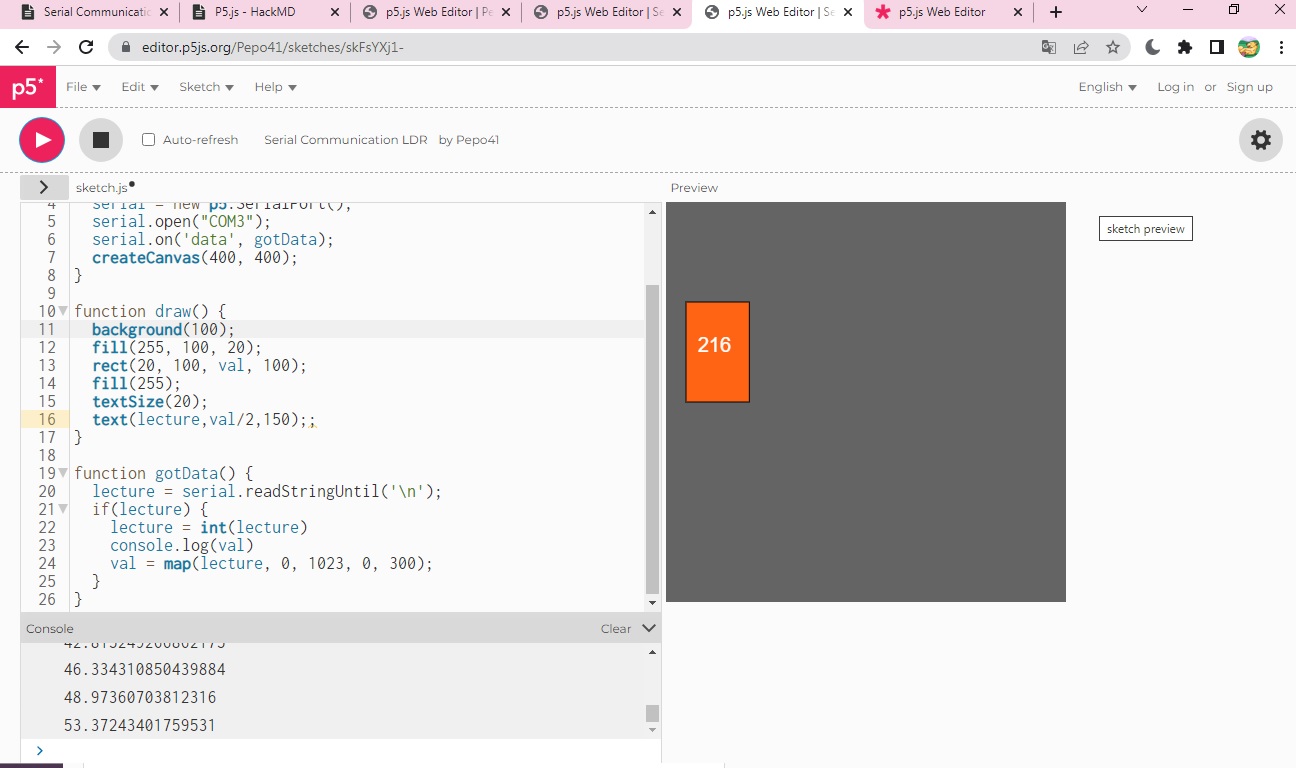 Serial Communicatic
P5.js - HackMD
p5.js Web Editor | Pe
p5.js Web Editor | Se
p5.js Web Editor | Se
p5.js Web Editor
editor.p5js.org/Pepo41/sketches/skFsYXj1-
p5*
File
Edit
Sketch
Help
English
Log in
or
Sign up
Auto-refresh
Serial Communication LDR
by Pepo41
sketch.js
Preview
4 serial = new p5.SerialPort();
5 serial.open("COM3");
6 serial.on('data', gotData);
7 createCanvas(400, 400);
8 }
9
10 function draw() {
11 background(100);
12 fill(255, 100, 20);
13 rect(20, 100, val, 100);
14 fill(255);
15 textSize(20);
16 text(lecture,val/2,150);;
17 }
18
19 function gotData() {
20 lecture = serial.readStringUntil('\n');
21 if(lecture) {
22 lecture = int(lecture)
23 console.log(val)
24 val = map(lecture, 0, 1023, 0, 300);
25 }
26 }
216
sketch preview
Console
Clear
46.334310850439884
48.97360703812316
53.37243401759531